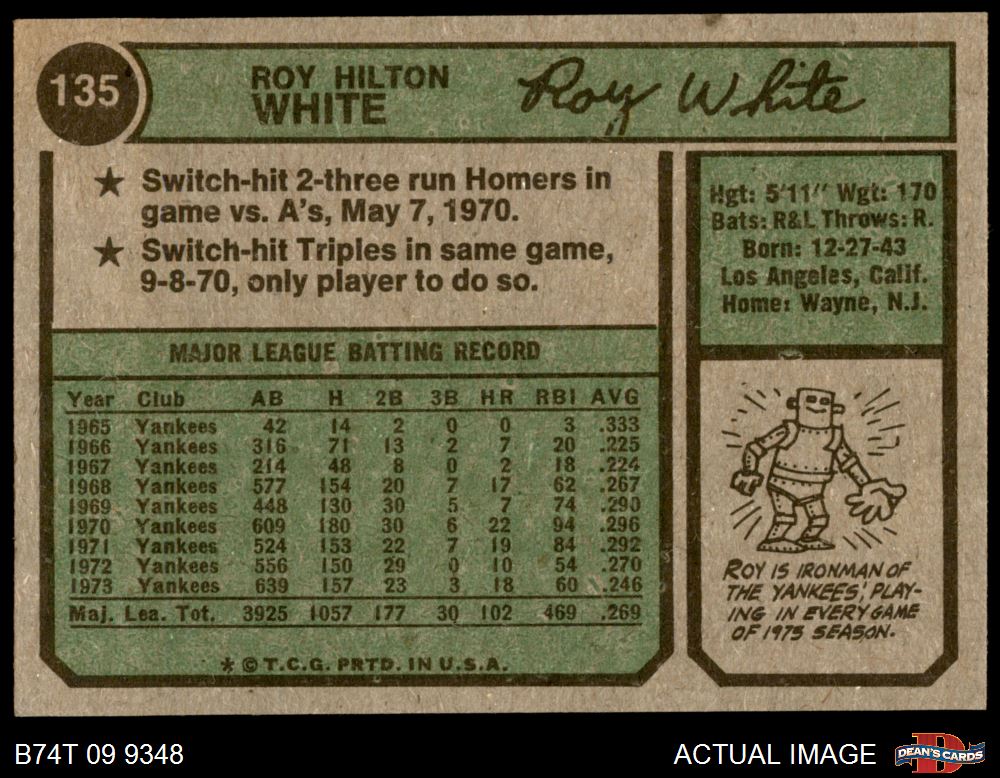 135
ROY HILTON
WHITE
Roy White
★ Switch-hit 2-three run Homers in
game vs. A's, May 7, 1970.
★ Switch-hit Triples in same game,
9-8-70, only player to do so.
Hgt: 5'11" Wgt: 170
Bats: R&L Throws: R.
Born: 12-27-43
Los Angeles, Calif.
Home: Wayne, N.J.
MAJOR LEAGUE BATTING RECORD
Year Club AB H 2B 3B HR RBI AVG
1965 Yankees 42 14 2 0 0 3 .333
1966 Yankees 316 71 13 2 7 20 .225
1967 Yankees 214 48 8 0 2 18 .224
1968 Yankees 577 154 20 7 17 62 .267
1969 Yankees 448 130 30 5 7 74 .290
1970 Yankees 609 180 30 6 22 94 .296
1971 Yankees 524 153 22 7 19 84 .292
1972 Yankees 556 150 29 0 10 54 .270
1973 Yankees 639 157 23 3 18 60 .246
Maj. Lea. Tot. 3925 1057 177 30 102 469 .269
* © T.C.G. PRTD. IN U.S.A.
ROY IS IRONMAN OF
THE YANKEES', PLAY-
ING IN EVERY GAME
OF 1973 SEASON.
B74T 09 9348
ACTUAL IMAGE
DEAN'S CARDS